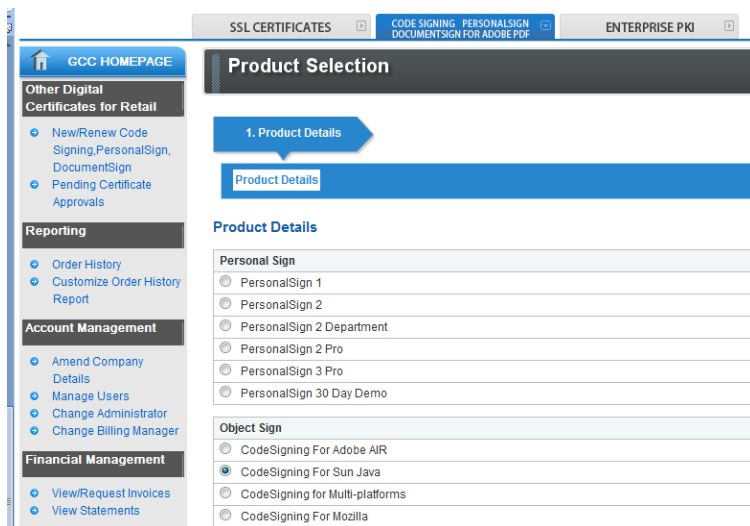 SSL CERTIFICATES
CODE SIGNING PERSONALSIGN
DOCUMENTSIGN FOR ADOBE PDF
ENTERPRISE PKI
GCC HOMEPAGE
Other Digital
Certificates for Retail
New/Renew Code
Signing,PersonalSign,
DocumentSign
Pending Certificate
Approvals
Reporting
Order History
Customize Order History
Report
Account Management
Amend Company
Details
Manage Users
Change Administrator
Change Billing Manager
Financial Management
View/Request Invoices
View Statements
Product Selection
1. Product Details
Product Details
Product Details
Personal Sign
PersonalSign 1
PersonalSign 2
PersonalSign 2 Department
PersonalSign 2 Pro
PersonalSign 3 Pro
PersonalSign 30 Day Demo
Object Sign
CodeSigning For Adobe AIR
CodeSigning For Sun Java
CodeSigning for Multi-platforms
CodeSigning For Mozilla